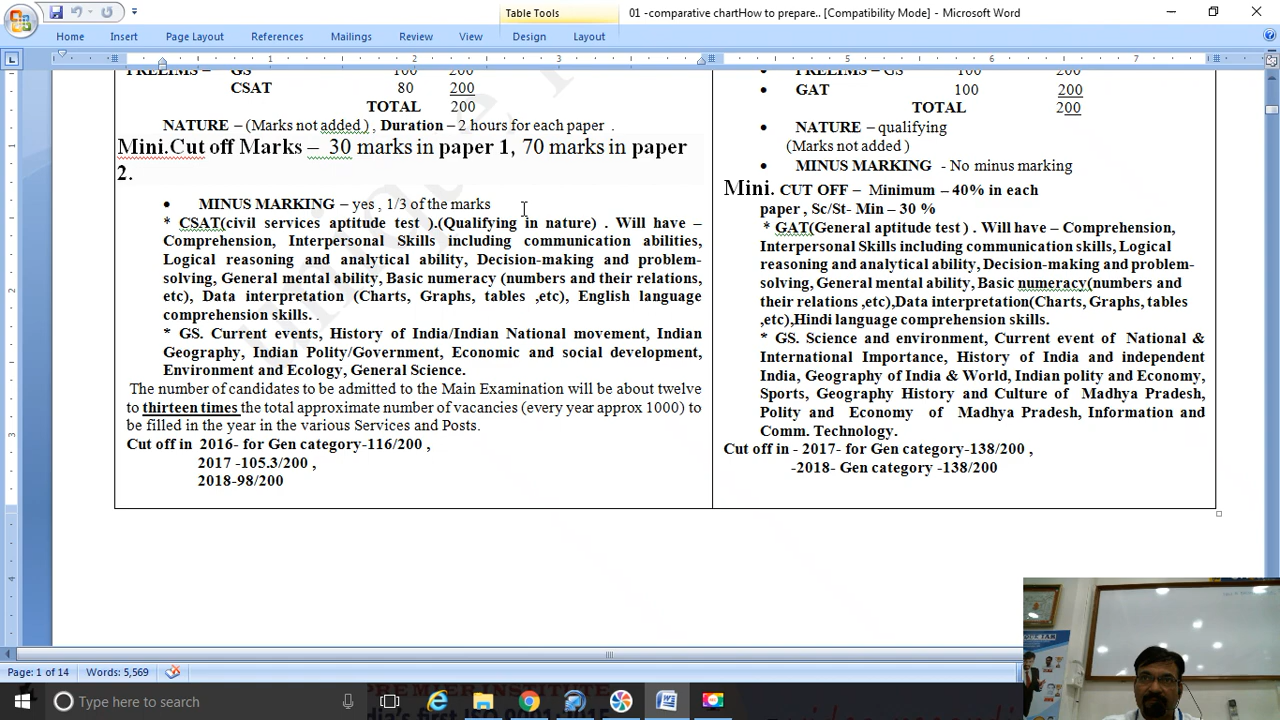 01 -comparative chartHow to prepare.. [Compatibility Mode] - Microsoft Word
Table Tools
Home Insert Page Layout References Mailings Review View Design Layout
PRELIMS – GS 100 200
CSAT 80 200
TOTAL 200
NATURE – (Marks not added ) , Duration – 2 hours for each paper .
Mini.Cut off Marks – 30 marks in paper 1, 70 marks in paper
2.
• MINUS MARKING – yes , 1/3 of the marks
* CSAT(civil services aptitude test ).(Qualifying in nature) . Will have –
Comprehension, Interpersonal Skills including communication abilities,
Logical reasoning and analytical ability, Decision-making and problem-
solving, General mental ability, Basic numeracy (numbers and their relations,
etc), Data interpretation (Charts, Graphs, tables ,etc), English language
comprehension skills. .
* GS. Current events, History of India/Indian National movement, Indian
Geography, Indian Polity/Government, Economic and social development,
Environment and Ecology, General Science.
The number of candidates to be admitted to the Main Examination will be about twelve
to thirteen times the total approximate number of vacancies (every year approx 1000) to
be filled in the year in the various Services and Posts.
Cut off in 2016- for Gen category-116/200 ,
2017 -105.3/200 ,
2018-98/200
• PRELIMS – GS 100 200
• GAT 100 200
TOTAL 200
• NATURE – qualifying
(Marks not added )
• MINUS MARKING - No minus marking
Mini. CUT OFF – Minimum – 40% in each
paper , Sc/St- Min – 30 %
* GAT(General aptitude test ) . Will have – Comprehension,
Interpersonal Skills including communication skills, Logical
reasoning and analytical ability, Decision-making and problem-
solving, General mental ability, Basic numeracy(numbers and
their relations ,etc),Data interpretation(Charts, Graphs, tables
,etc),Hindi language comprehension skills.
* GS. Science and environment, Current event of National &
International Importance, History of India and independent
India, Geography of India & World, Indian polity and Economy,
Sports, Geography History and Culture of Madhya Pradesh,
Polity and Economy of Madhya Pradesh, Information and
Comm. Technology.
Cut off in - 2017- for Gen category-138/200 ,
-2018- Gen category -138/200
Page: 1 of 14 Words: 5,569
Type here to search